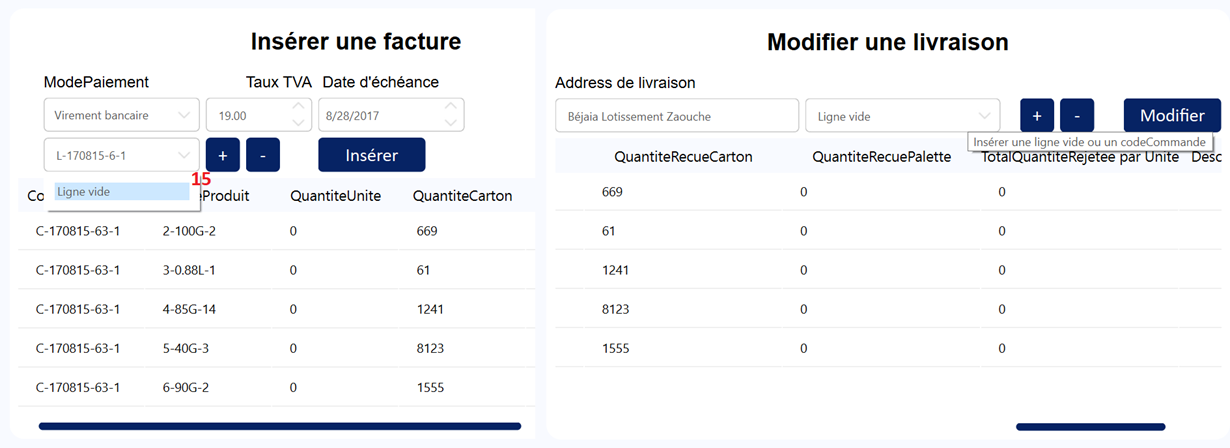 Insérer une facture
ModePaiement Taux TVA Date d'échéance
Virement bancaire 19.00 8/28/2017
L-170815-6-1 + - Insérer
Ligne vide 15
Co eProduit QuantiteUnite QuantiteCarton
C-170815-63-1 2-100G-2 0 669
C-170815-63-1 3-0.88L-1 0 61
C-170815-63-1 4-85G-14 0 1241
C-170815-63-1 5-40G-3 0 8123
C-170815-63-1 6-90G-2 0 1555
Modifier une livraison
Address de livraison
Béjaia Lotissement Zaouche Ligne vide + - Modifier
Insérer une ligne vide ou un codeCommande
QuantiteRecueCarton QuantiteRecuePalette TotalQuantiteRejetee par Unite Desc
669 0 0
61 0 0
1241 0 0
8123 0 0
1555 0 0